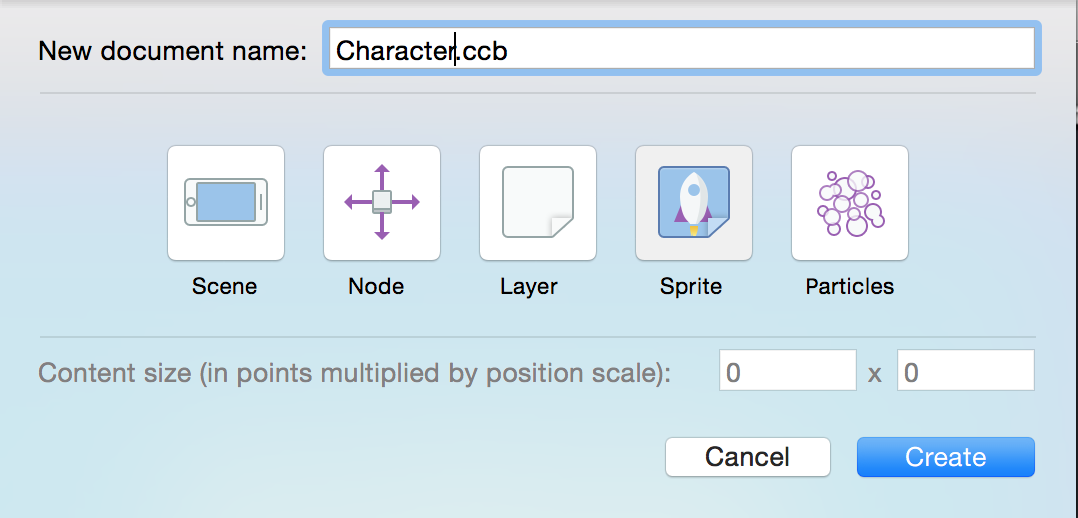 New document name: Character.ccb
Scene Node Layer Sprite Particles
Content size (in points multiplied by position scale): 0 x 0
Cancel Create